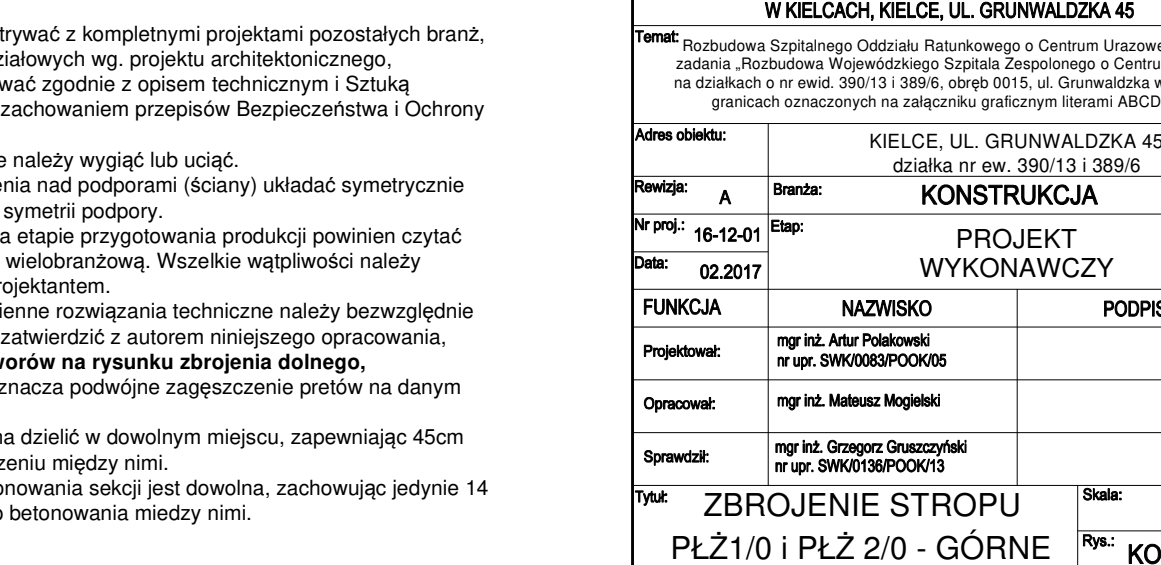 trywać z kompletnymi projektami pozostałych branż,
działowych wg. projektu architektonicznego,
wać zgodnie z opisem technicznym i Sztuką
zachowaniem przepisów Bezpieczeństwa i Ochrony
e należy wygiąć lub uciąć.
enia nad podporami (ściany) układać symetrycznie
symetrii podpory.
a etapie przygotowania produkcji powinien czytać
wielobranżową. Wszelkie wątpliwości należy
rojektantem.
ienne rozwiązania techniczne należy bezwzględnie
zatwierdzić z autorem niniejszego opracowania,
worów na rysunku zbrojenia dolnego,
znacza podwójne zagęszczenie pretów na danym
na dzielić w dowolnym miejscu, zapewniając 45cm
zeniu między nimi.
onowania sekcji jest dowolna, zachowując jedynie 14
o betonowania miedzy nimi.
W KIELCACH, KIELCE, UL. GRUNWALDZKA 45
Temat: Rozbudowa Szpitalnego Oddziału Ratunkowego o Centrum Urazowe
zadania „Rozbudowa Wojewódzkiego Szpitala Zespolonego o Centru
na działkach o nr ewid. 390/13 i 389/6, obręb 0015, ul. Grunwaldzka w
granicach oznaczonych na załączniku graficznym literami ABCD
Adres obiektu: KIELCE, UL. GRUNWALDZKA 45
działka nr ew. 390/13 i 389/6
Rewizja: A Branża: KONSTRUKCJA
Nr proj.: 16-12-01 Etap: PROJEKT
Data: 02.2017 WYKONAWCZY
FUNKCJA NAZWISKO PODPIS
Projektował: mgr inż. Artur Polakowski
nr upr. SWK/0083/POOK/05
Opracował: mgr inż. Mateusz Mogielski
Sprawdził: mgr inż. Grzegorz Gruszczyński
nr upr. SWK/0136/POOK/13
Tytuł: ZBROJENIE STROPU Skala:
PŁŻ1/0 i PŁŻ 2/0 - GÓRNE Rys.: KO